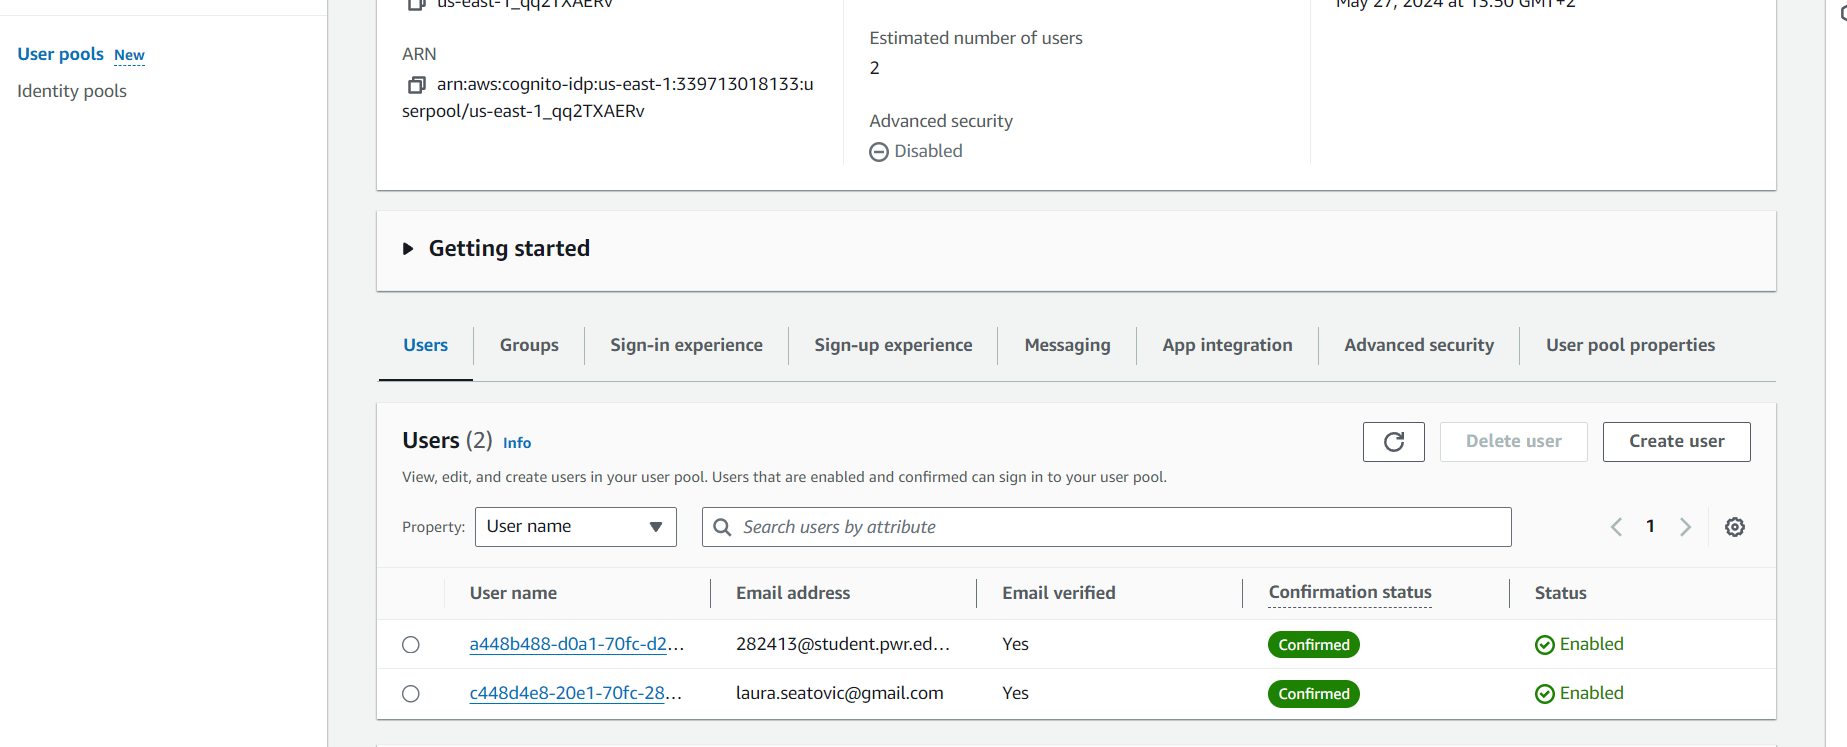 us-east-1_qq2TXAERv
May 27, 2024 at 13:50 GMT+2
User pools New
Identity pools
ARN
arn:aws:cognito-idp:us-east-1:339713018133:u
serpool/us-east-1_qq2TXAERv
Estimated number of users
2
Advanced security
Disabled
Getting started
Users
Groups
Sign-in experience
Sign-up experience
Messaging
App integration
Advanced security
User pool properties
Users (2) Info
Delete user
Create user
View, edit, and create users in your user pool. Users that are enabled and confirmed can sign in to your user pool.
Property:
User name
Search users by attribute
1
User name
Email address
Email verified
Confirmation status
Status
a448b488-d0a1-70fc-d2...
282413@student.pwr.ed...
Yes
Confirmed
Enabled
c448d4e8-20e1-70fc-28...
laura.seatovic@gmail.com
Yes
Confirmed
Enabled